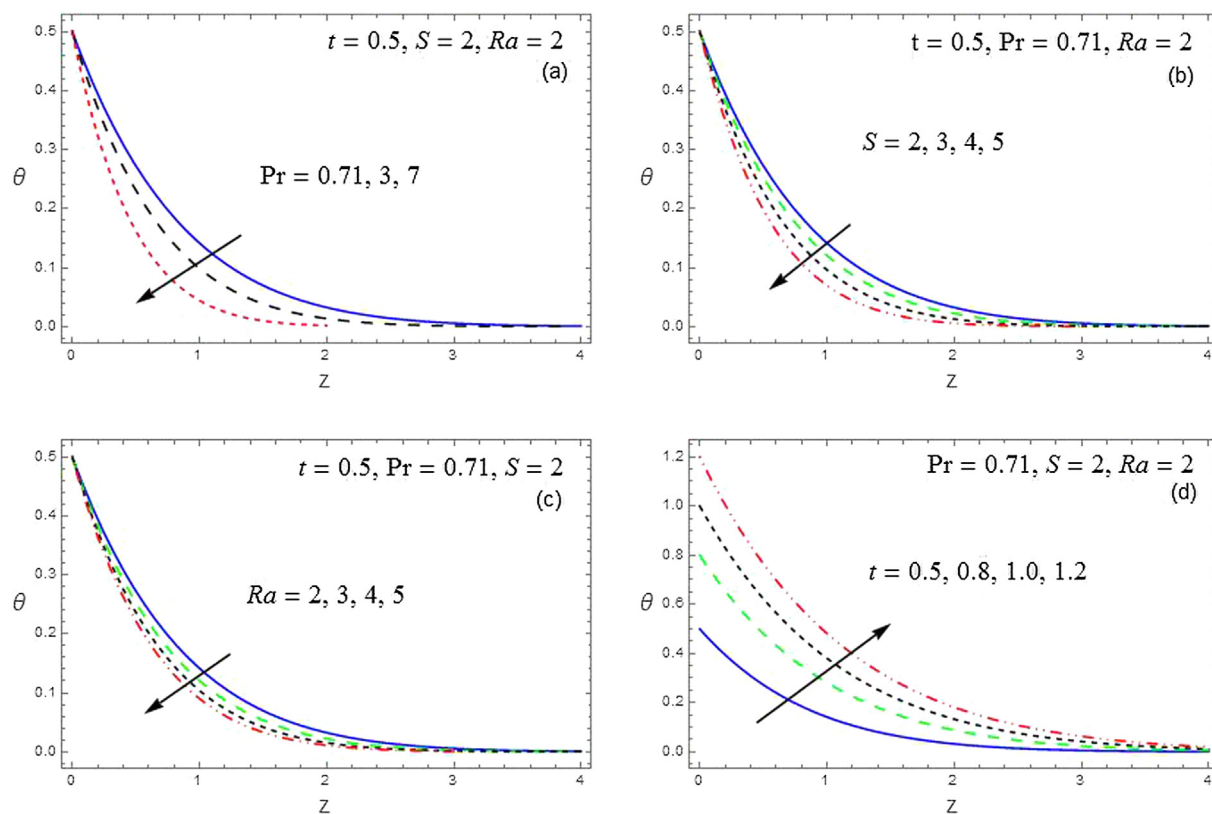 t = 0.5, S = 2, Ra = 2
(a)
Pr = 0.71, 3, 7
θ
0.5
0.4
0.3
0.2
0.1
0.0
0 1 2 3 4
Z
t = 0.5, Pr = 0.71, Ra = 2
(b)
S = 2, 3, 4, 5
θ
0.5
0.4
0.3
0.2
0.1
0.0
0 1 2 3 4
Z
t = 0.5, Pr = 0.71, S = 2
(c)
Ra = 2, 3, 4, 5
θ
0.5
0.4
0.3
0.2
0.1
0.0
0 1 2 3 4
Z
Pr = 0.71, S = 2, Ra = 2
(d)
t = 0.5, 0.8, 1.0, 1.2
θ
1.2
1.0
0.8
0.6
0.4
0.2
0.0
0 1 2 3 4
Z